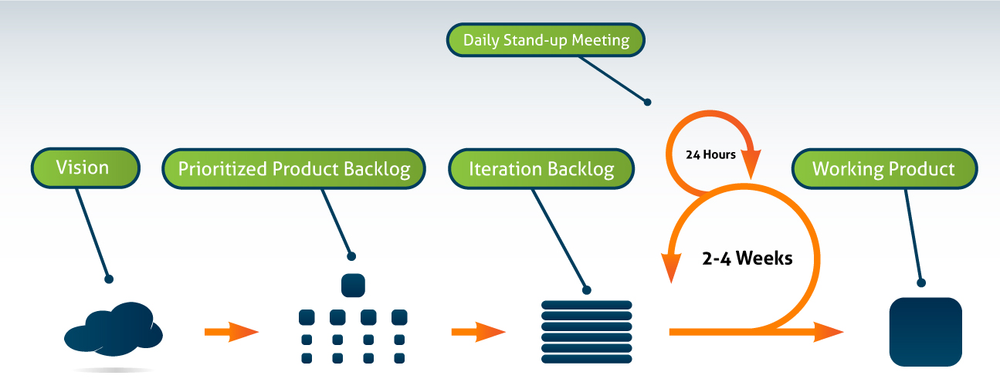 Daily Stand-up Meeting
24 Hours
Vision
Prioritized Product Backlog
Iteration Backlog
Working Product
2-4 Weeks